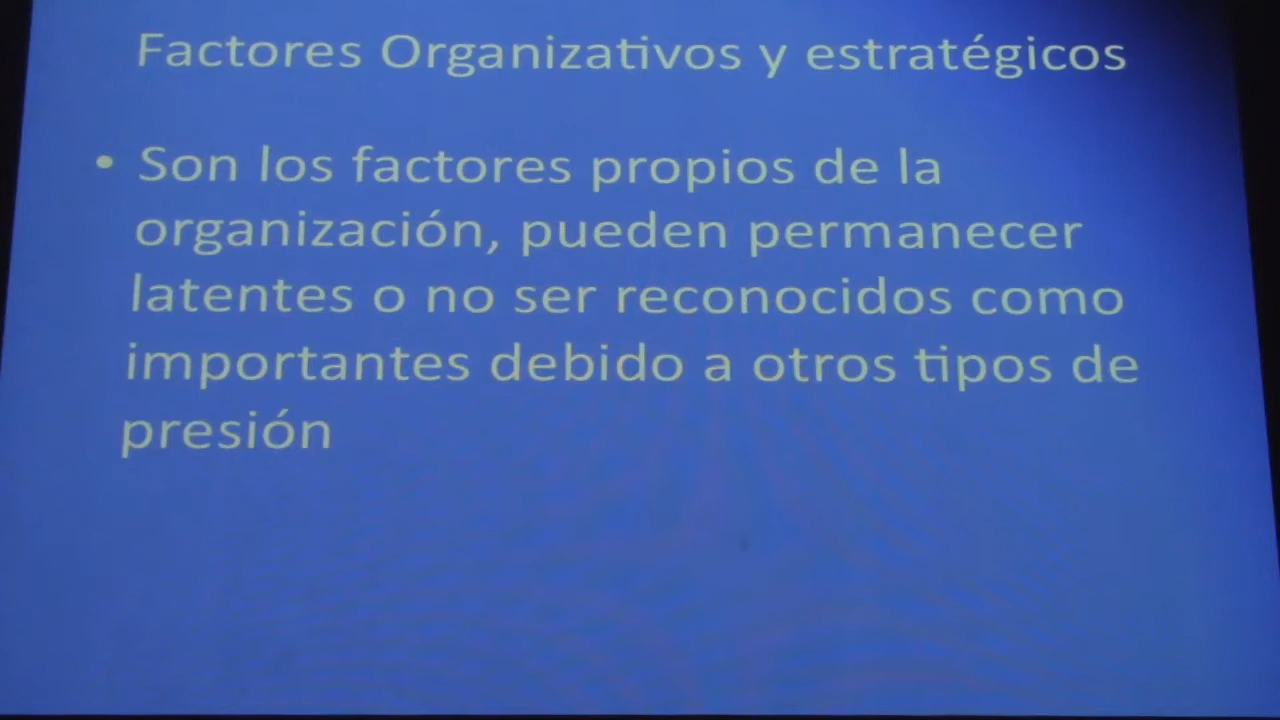 Factores Organizativos y estratégicos
• Son los factores propios de la
organización, pueden permanecer
latentes o no ser reconocidos como
importantes debido a otros tipos de
presión